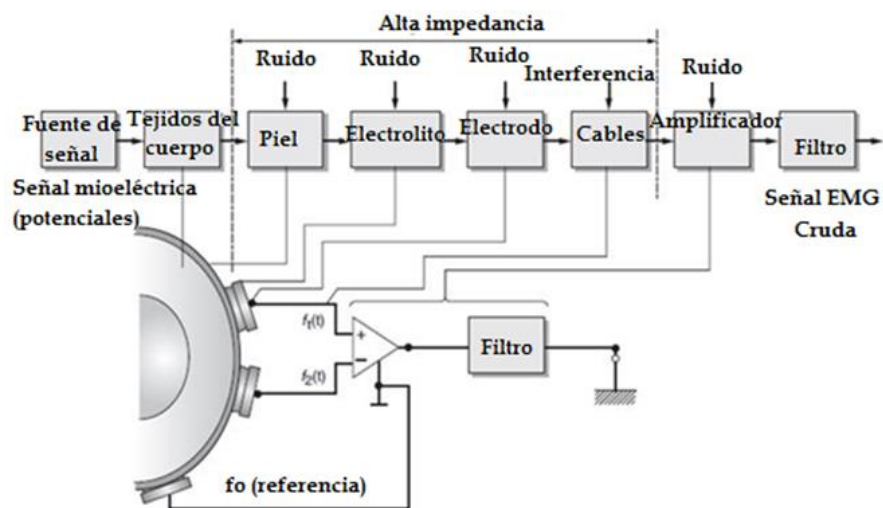 Alta impedancia
Ruido
Ruido
Ruido
Interferencia
Ruido
Fuente de
señal
Tejidos del
cuerpo
Piel
Electrolito
Electrodo
Cables
Amplificador
Filtro
Señal mioeléctrica
(potenciales)
Señal EMG
Cruda
f1(t)
+
−
f2(t)
Filtro
fo (referencia)